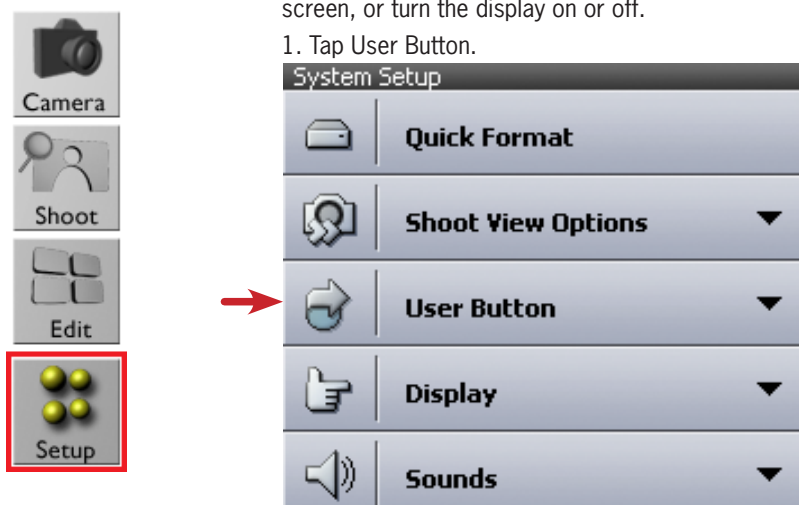 screen, or turn the display on or off.
1. Tap User Button.
Camera
Shoot
Edit
Setup
System Setup
Quick Format
Shoot View Options
User Button
Display
Sounds